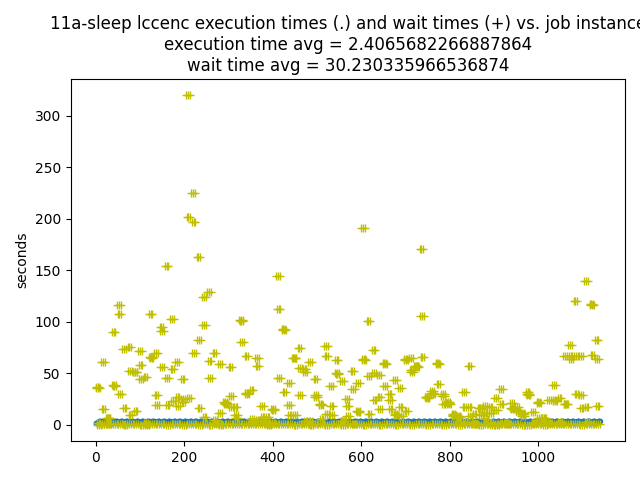 11a-sleep lccenc execution times (.) and wait times (+) vs. job instance
execution time avg = 2.4065682266887864
wait time avg = 30.230335966536874
300
250
200
150
100
50
0
seconds
0 200 400 600 800 1000